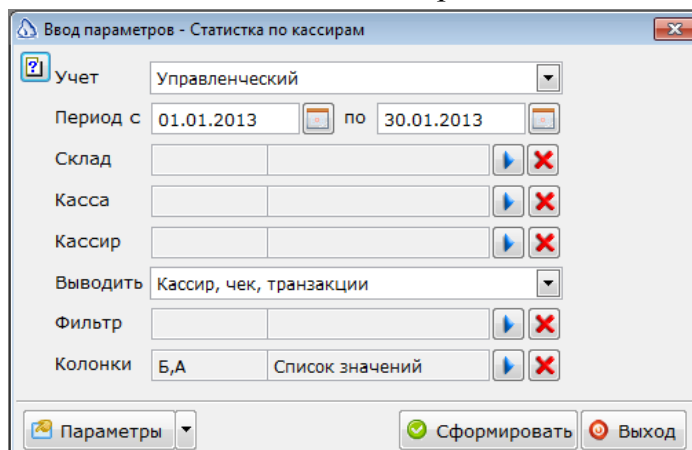 Ввод параметров - Статистка по кассирам
Учет Управленческий
Период с 01.01.2013 по 30.01.2013
Склад
Касса
Кассир
Выводить Кассир, чек, транзакции
Фильтр
Колонки Б,А Список значений
Параметры Сформировать Выход